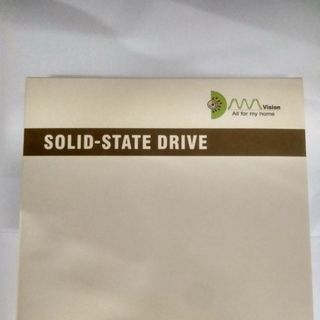 Vision
All for my home
SOLID-STATE DRIVE